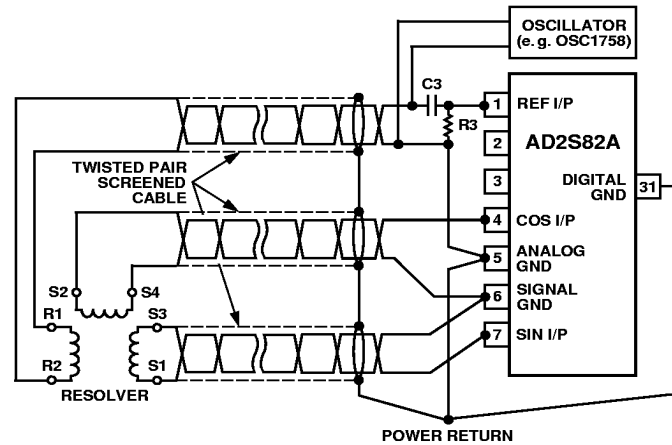 OSCILLATOR
(e. g. OSC1758)
C3
1
REF I/P
R3
AD2S82A
2
TWISTED PAIR
SCREENED
CABLE
3
DIGITAL
GND
31
4
COS I/P
5
ANALOG
GND
S2
S4
6
SIGNAL
GND
R1
S3
7
SIN I/P
R2
S1
RESOLVER
POWER RETURN